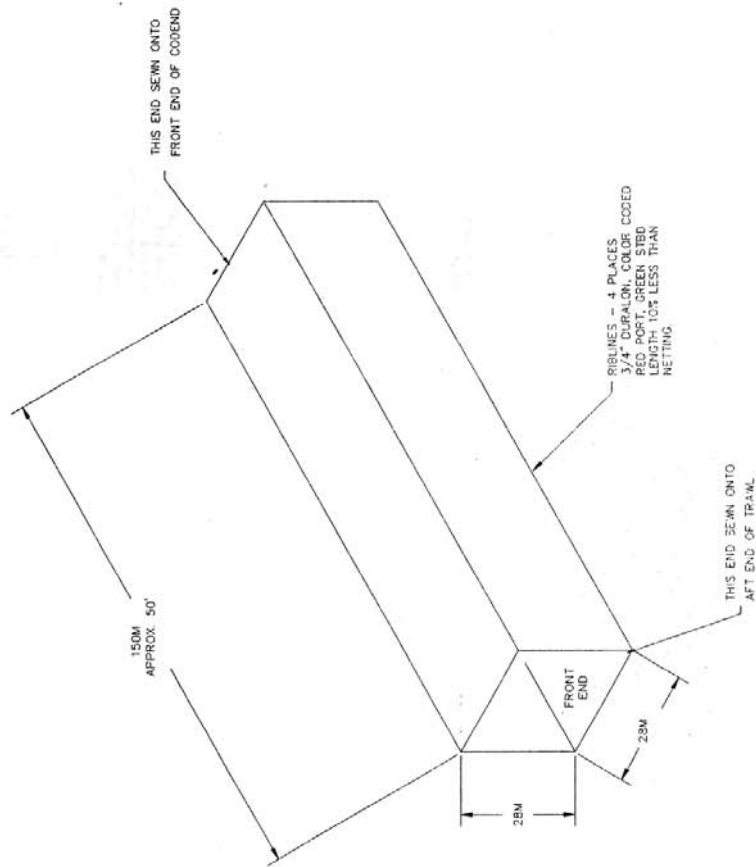 THIS END SEWN ONTO
FRONT END OF CODEND
150M
APPROX. 50'
RIBLINES - 4 PLACES
3/4" DURALON, COLOR CODED
RED PORT, GREEN STBD
LENGTH 10% LESS THAN
NETTING
FRONT
END
28M
28M
THIS END SEWN ONTO
AFT END OF TRAWL